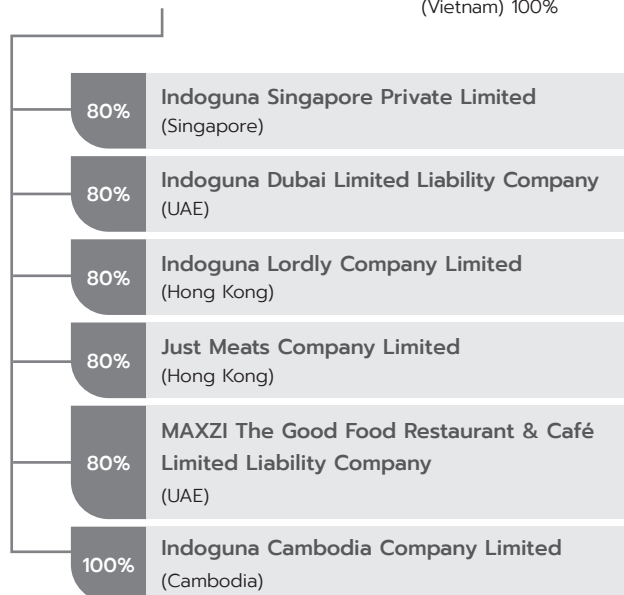 (Vietnam) 100%
80%
Indoguna Singapore Private Limited
(Singapore)
80%
Indoguna Dubai Limited Liability Company
(UAE)
80%
Indoguna Lordly Company Limited
(Hong Kong)
80%
Just Meats Company Limited
(Hong Kong)
80%
MAXZI The Good Food Restaurant & Café
Limited Liability Company
(UAE)
100%
Indoguna Cambodia Company Limited
(Cambodia)